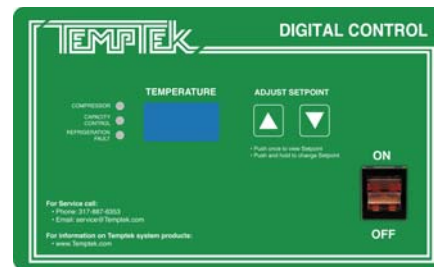 TEMPTEK
DIGITAL CONTROL
TEMPERATURE
ADJUST SETPOINT
COMPRESSOR
CAPACITY
CONTROL
REFRIGERATION
FAULT
• Push once to view Setpoint
• Push and hold to change Setpoint
ON
OFF
For Service call:
• Phone: 317-887-6353
• Email: service@Temptek.com
For information on Temptek system products:
• www.Temptek.com